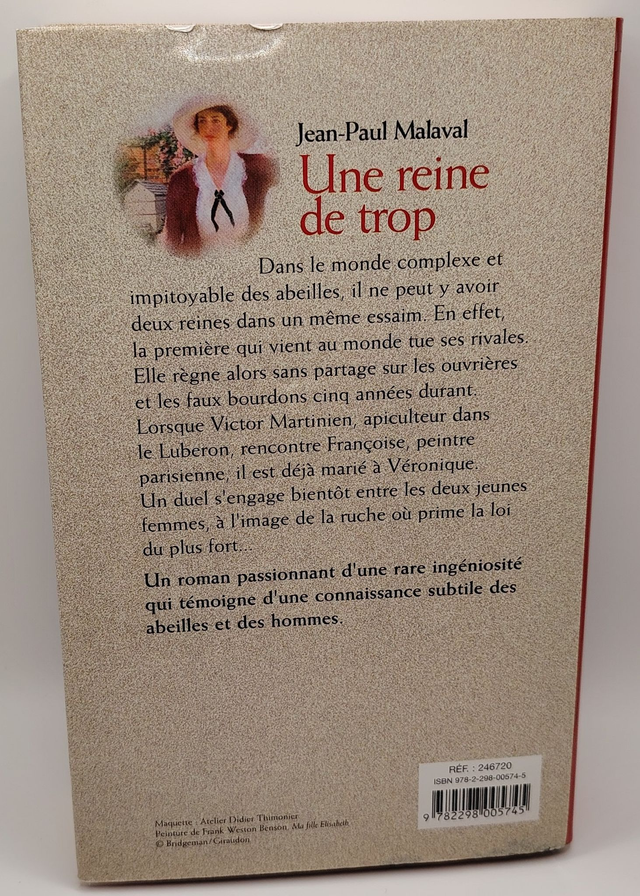 Jean-Paul Malaval
Une reine
de trop
Dans le monde complexe et
impitoyable des abeilles, il ne peut y avoir
deux reines dans un même essaim. En effet,
la première qui vient au monde tue ses rivales.
Elle règne alors sans partage sur les ouvrières
et les faux bourdons cinq années durant.
Lorsque Victor Martinien, apiculteur dans
le Luberon, rencontre Françoise, peintre
parisienne, il est déjà marié à Véronique.
Un duel s'engage bientôt entre les deux jeunes
femmes, à l'image de la ruche où prime la loi
du plus fort...
Un roman passionnant d'une rare ingéniosité
qui témoigne d'une connaissance subtile des
abeilles et des hommes.
RÉF. : 246720
ISBN 978-2-298-00574-5
9 782298 005745
Maquette : Atelier Didier Thimonier
Peinture de Frank Weston Benson, Ma fille Elisabeth
© Bridgeman/Giraudon